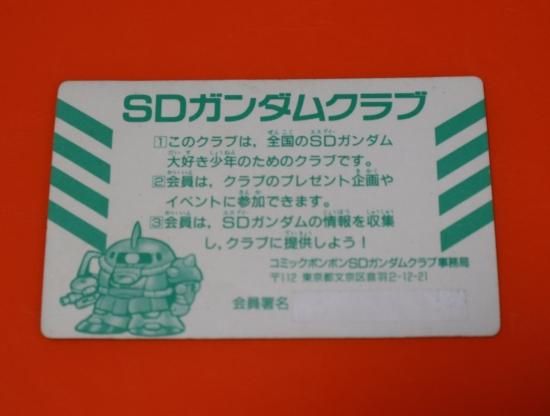 SDガンダムクラブ
1 このクラブは、全国のSDガンダム
大好き少年のためのクラブです。
2 会員は、クラブのプレゼント企画や
イベントに参加できます。
3 会員は、SDガンダムの情報を収集
し、クラブに提供しよう!
コミックボンボンSDガンダムクラブ事務局
〒112 東京都文京区音羽2-12-21
会員署名